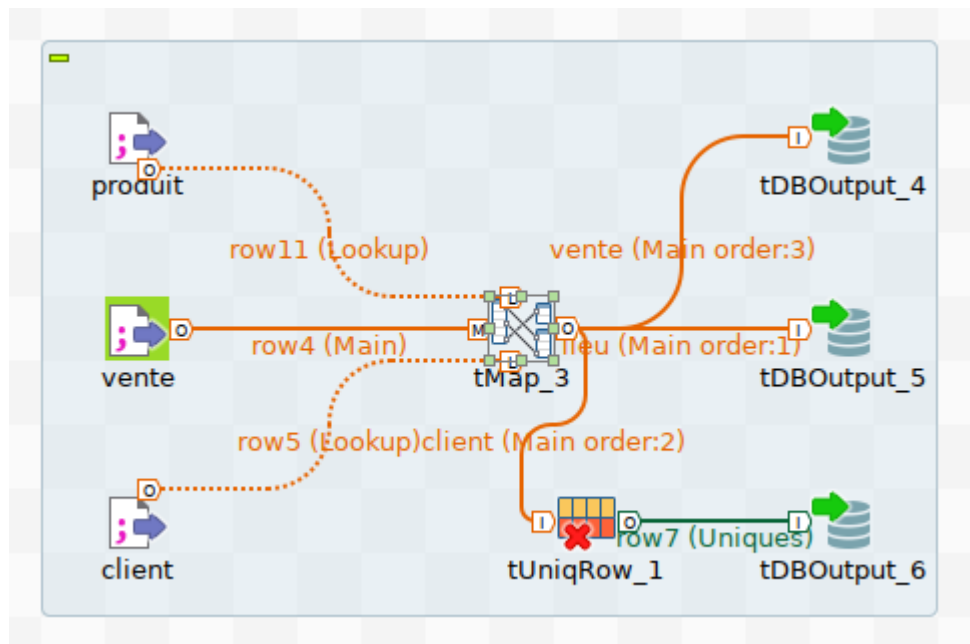 O
I
produit
tDBOutput_4
row11 (Lookup)
vente (Main order:3)
L
O
M
O
I
row4 (Main)
lieu (Main order:1)
L
vente
tMap_3
tDBOutput_5
row5 (Lookup)
client (Main order:2)
O
I
O
I
row7 (Uniques)
client
tUniqRow_1
tDBOutput_6